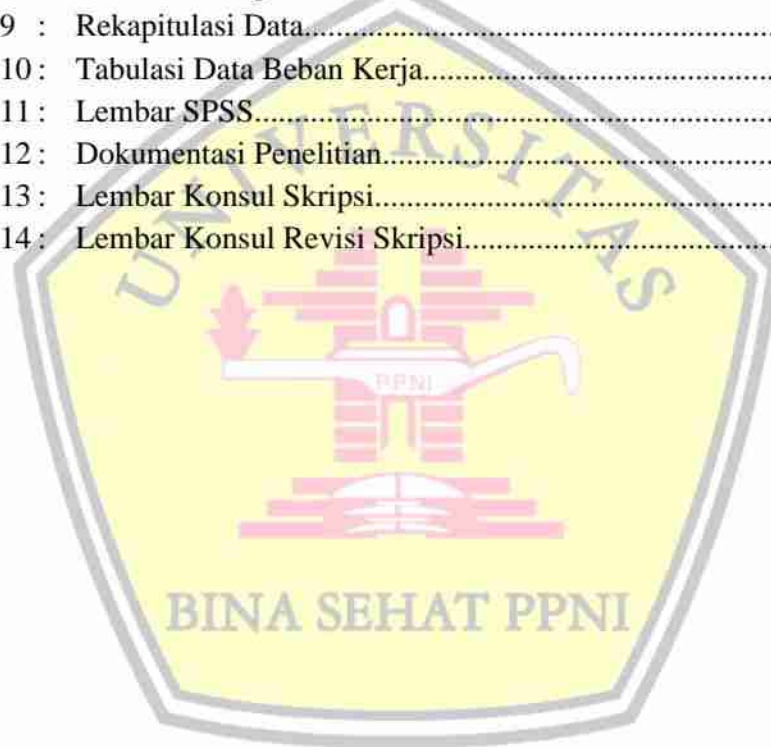 9 : Rekapitulasi Data..........................................................
10 : Tabulasi Data Beban Kerja...........................................
11 : Lembar SPSS................................................................
12 : Dokumentasi Penelitian................................................
13 : Lembar Konsul Skripsi.................................................
14 : Lembar Konsul Revisi Skripsi......................................
UNIVERSITAS
PPNI
BINA SEHAT PPNI